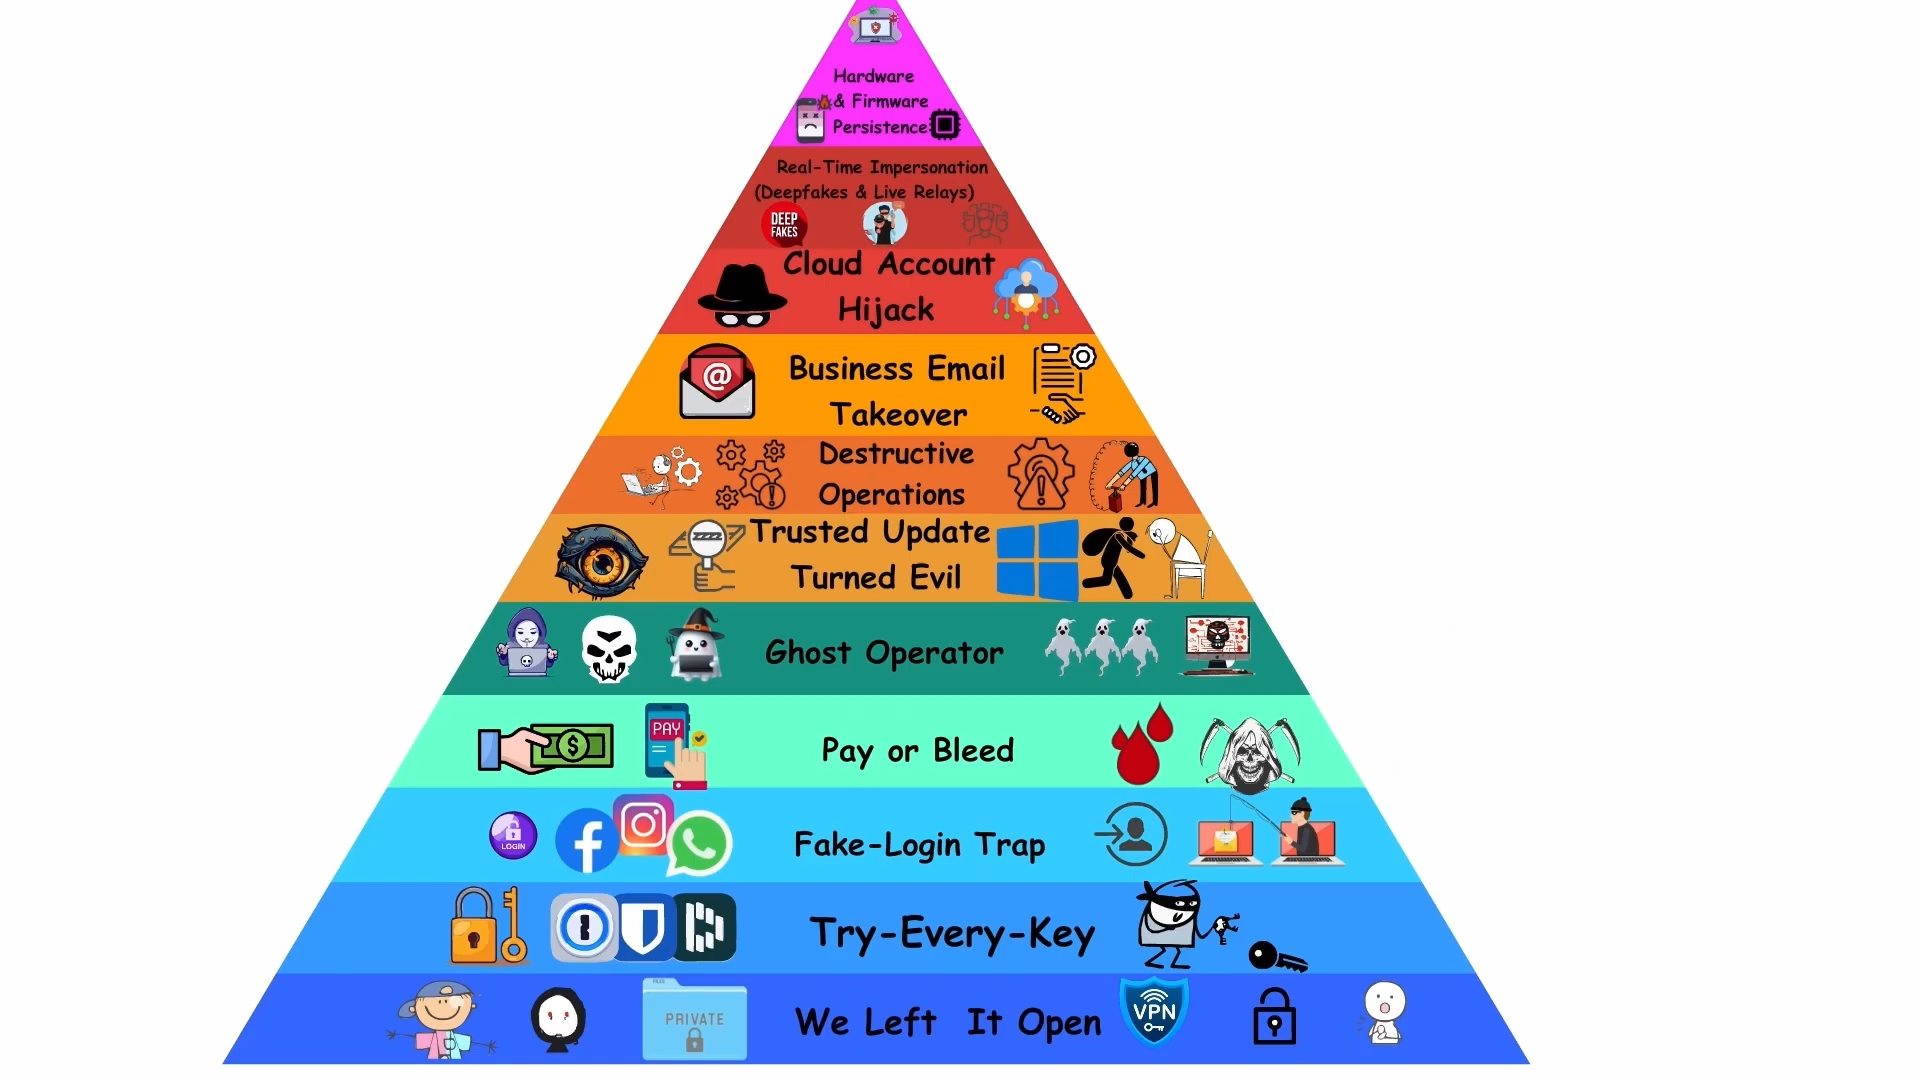 Hardware
& Firmware
Persistence
Real-Time Impersonation
(Deepfakes & Live Relays)
DEEP
FAKES
Cloud Account
Hijack
@
Business Email
Takeover
Destructive
Operations
Trusted Update
Turned Evil
Ghost Operator
$
PAY
Pay or Bleed
LOGIN
Fake-Login Trap
Try-Every-Key
PRIVATE
We Left It Open
VPN